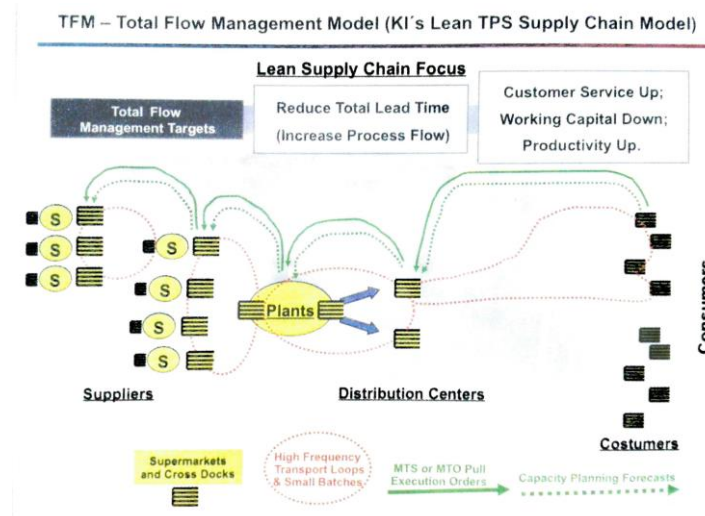 TFM – Total Flow Management Model (KI´s Lean TPS Supply Chain Model)
Lean Supply Chain Focus
Total Flow
Management Targets
Reduce Total Lead Time
(Increase Process Flow)
Customer Service Up;
Working Capital Down;
Productivity Up.
S
S
S
S
S
S
S
Plants
Consumers
Suppliers
Distribution Centers
Costumers
Supermarkets
and Cross Docks
High Frequency
Transport Loops
& Small Batches
MTS or MTO Pull
Execution Orders
Capacity Planning Forecasts